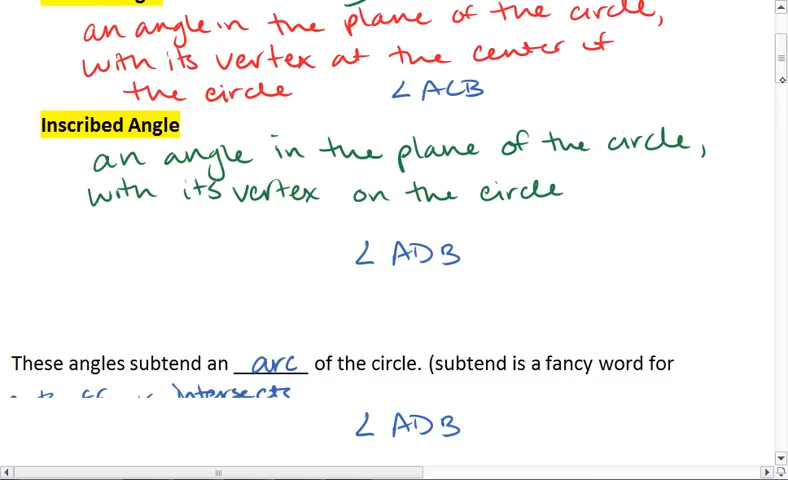 an angle in the plane of the circle,
with its vertex at the center of
the circle ∠ ACB
Inscribed Angle
an angle in the plane of the circle,
with its vertex on the circle
∠ ADB
These angles subtend an arc of the circle. (subtend is a fancy word for
intersects
∠ ADB